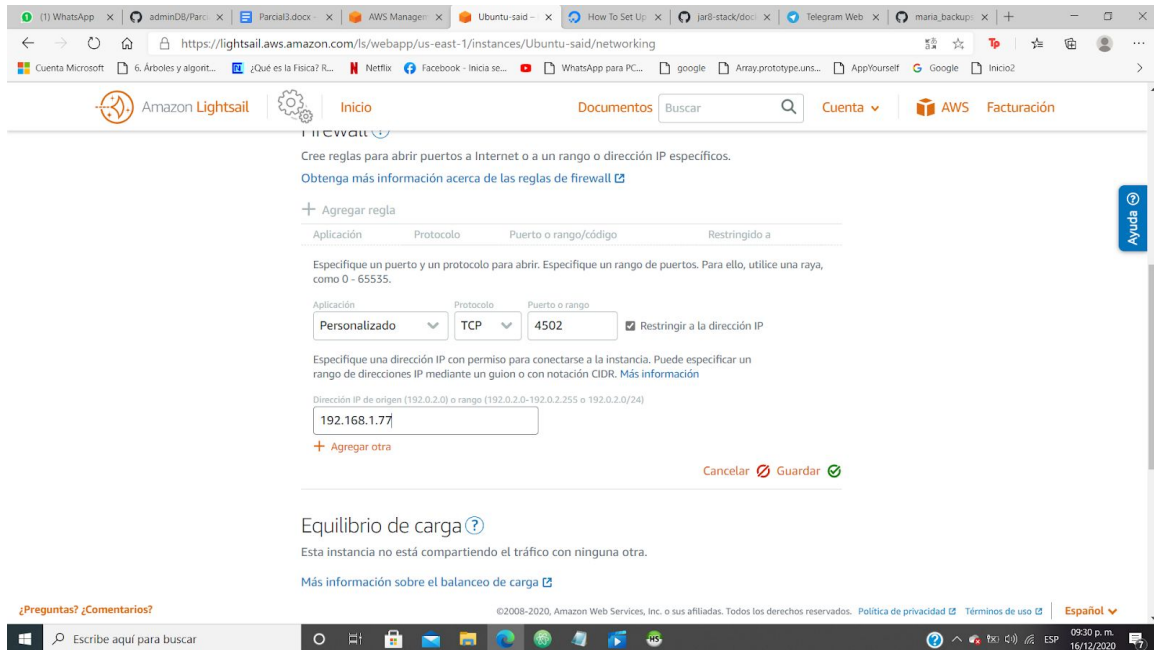 (1) WhatsApp
adminDB/Parci
Parcial3.docx -
AWS Managem
Ubuntu-said –
How To Set Up
jar8-stack/doc
Telegram Web
maria_backup
https://lightsail.aws.amazon.com/ls/webapp/us-east-1/instances/Ubuntu-said/networking
Cuenta Microsoft
6. Árboles y algorit...
¿Qué es la Fisica? R...
Netflix
Facebook - Inicia se...
WhatsApp para PC...
google
Array.prototype.uns...
AppYourself
Google
Inicio2
Amazon Lightsail
Inicio
Documentos
Buscar
Cuenta
AWS
Facturación
Firewall ?
Cree reglas para abrir puertos a Internet o a un rango o dirección IP específicos.
Obtenga más información acerca de las reglas de firewall
Ayuda ?
+ Agregar regla
Aplicación Protocolo Puerto o rango/código Restringido a
Especifique un puerto y un protocolo para abrir. Especifique un rango de puertos. Para ello, utilice una raya,
como 0 - 65535.
Aplicación Protocolo Puerto o rango
Personalizado TCP 4502 Restringir a la dirección IP
Especifique una dirección IP con permiso para conectarse a la instancia. Puede especificar un
rango de direcciones IP mediante un guion o con notación CIDR. Más información
Dirección IP de origen (192.0.2.0) o rango (192.0.2.0-192.0.2.255 o 192.0.2.0/24)
192.168.1.77
+ Agregar otra
Cancelar Guardar
Equilibrio de carga ?
Esta instancia no está compartiendo el tráfico con ninguna otra.
Más información sobre el balanceo de carga
¿Preguntas? ¿Comentarios?
©2008-2020, Amazon Web Services, Inc. o sus afiliadas. Todos los derechos reservados. Política de privacidad Términos de uso Español
Escribe aquí para buscar
ESP
09:30 p. m.
16/12/2020